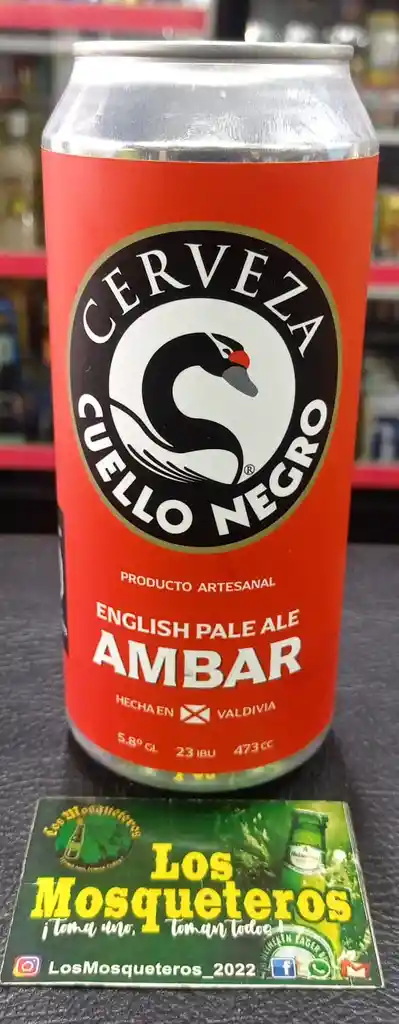 CERVEZA
CUELLO NEGRO
®
PRODUCTO ARTESANAL
ENGLISH PALE ALE
AMBAR
HECHA EN VALDIVIA
5.8º GL 23 IBU 473 CC
Los Mosqueteros
Los
Mosqueteros
¡toma uno, toman todos!
LosMosqueteros_2022